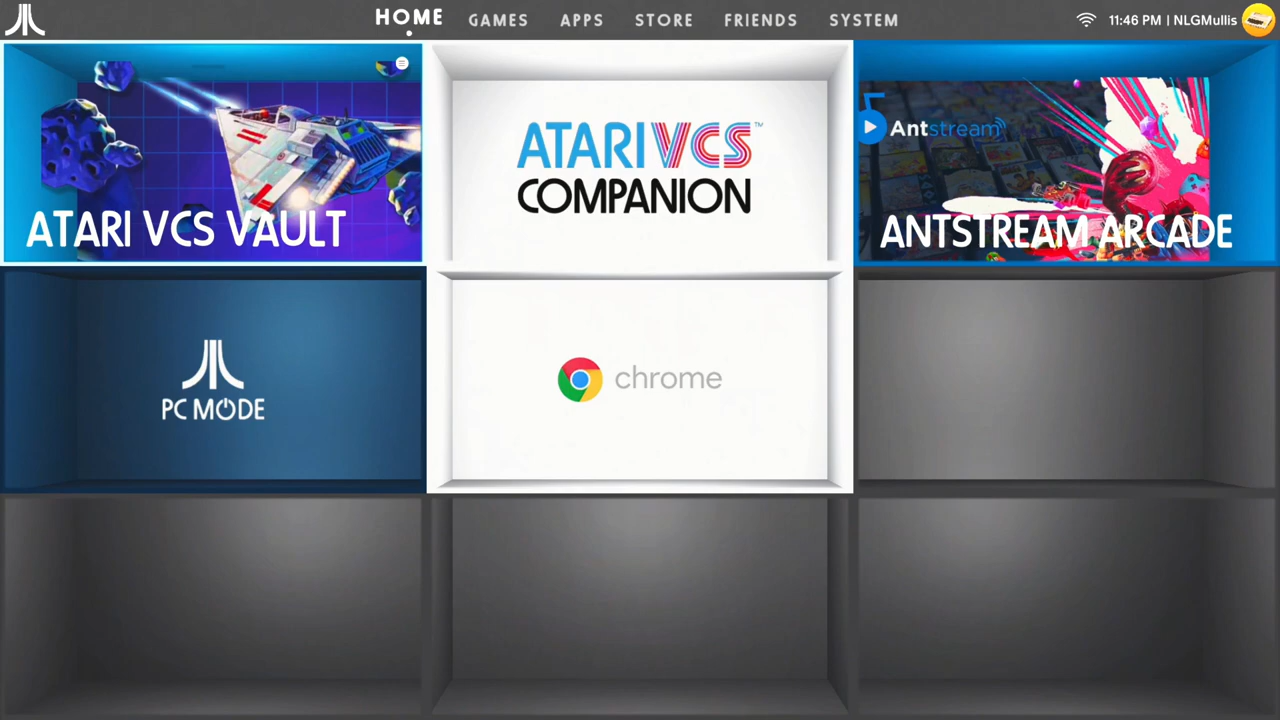 HOME GAMES APPS STORE FRIENDS SYSTEM 11:46 PM | NLGMullis
ATARI VCS VAULT
ATARI VCS™
COMPANION
Antstream
ANTSTREAM ARCADE
PC MODE
chrome